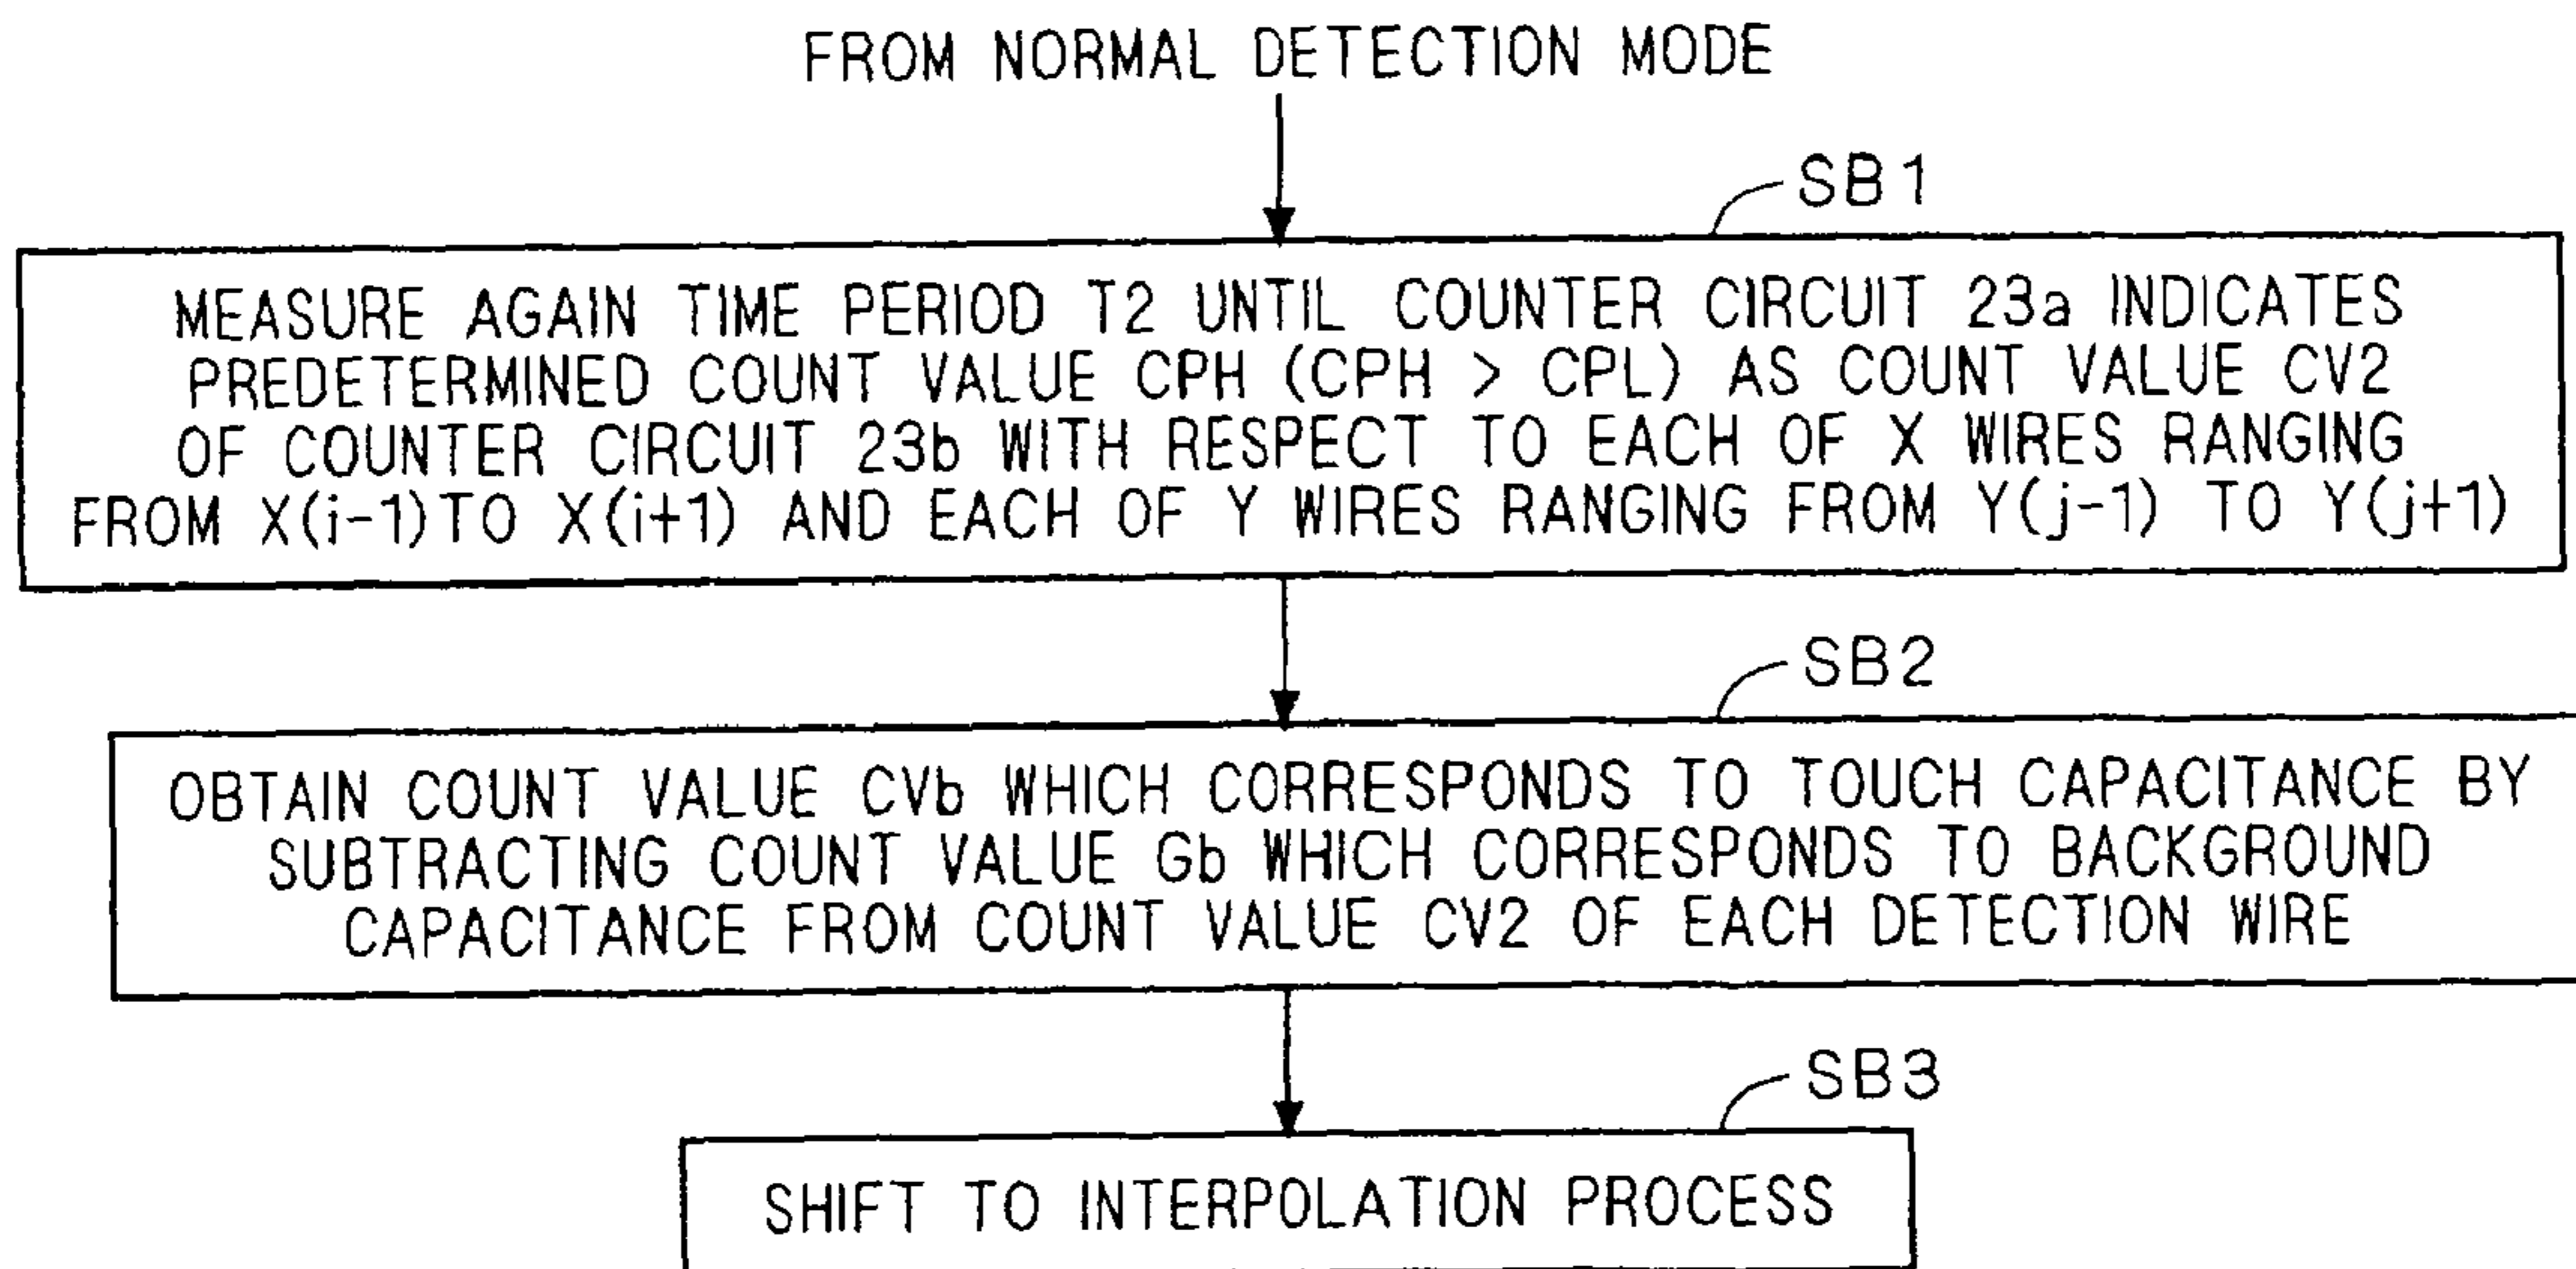 FROM NORMAL DETECTION MODE
SB1
MEASURE AGAIN TIME PERIOD T2 UNTIL COUNTER CIRCUIT 23a INDICATES
PREDETERMINED COUNT VALUE CPH (CPH > CPL) AS COUNT VALUE CV2
OF COUNTER CIRCUIT 23b WITH RESPECT TO EACH OF X WIRES RANGING
FROM X(i-1)TO X(i+1) AND EACH OF Y WIRES RANGING FROM Y(j-1) TO Y(j+1)
SB2
OBTAIN COUNT VALUE CVb WHICH CORRESPONDS TO TOUCH CAPACITANCE BY
SUBTRACTING COUNT VALUE Gb WHICH CORRESPONDS TO BACKGROUND
CAPACITANCE FROM COUNT VALUE CV2 OF EACH DETECTION WIRE
SB3
SHIFT TO INTERPOLATION PROCESS